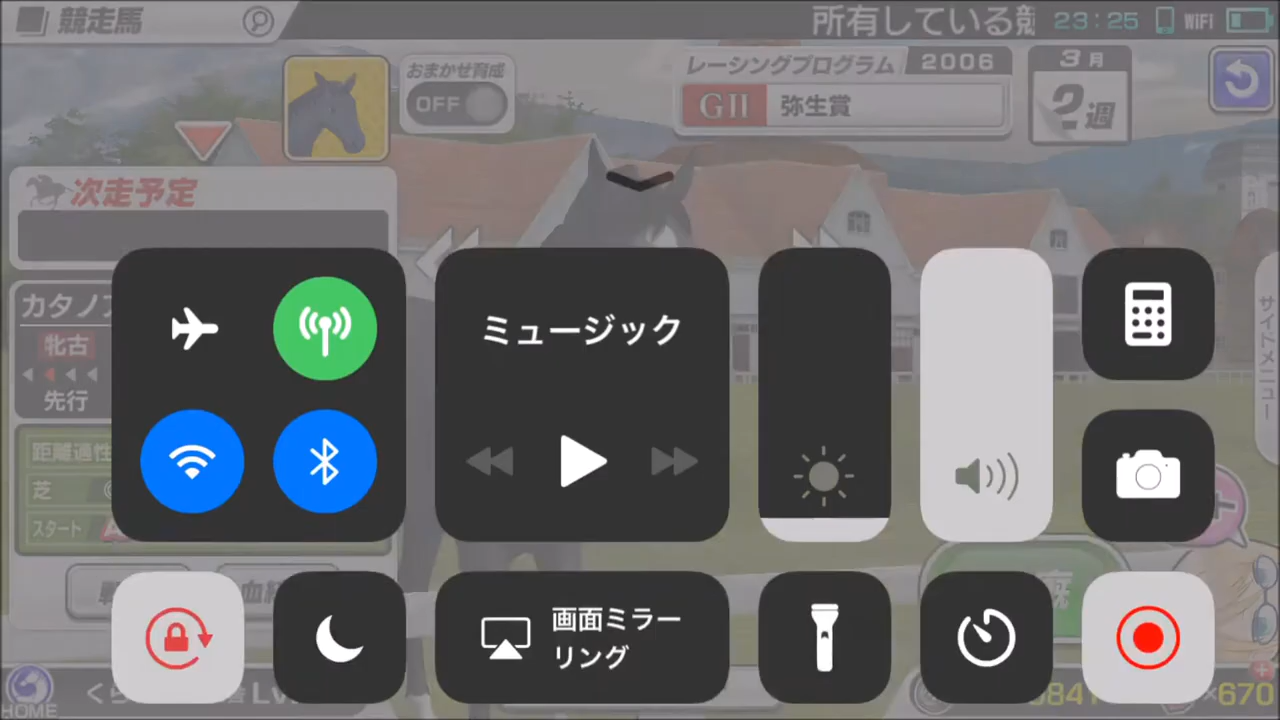 競走馬
所有している競
23:25
WiFi
おまかせ育成
OFF
レーシングプログラム
2006
GII
弥生賞
3月
2週
次走予定
カタノ
牝古
先行
距離適性
芝
スタート
ミュージック
サイドメニュー
画面ミラー
リング
HOME
670